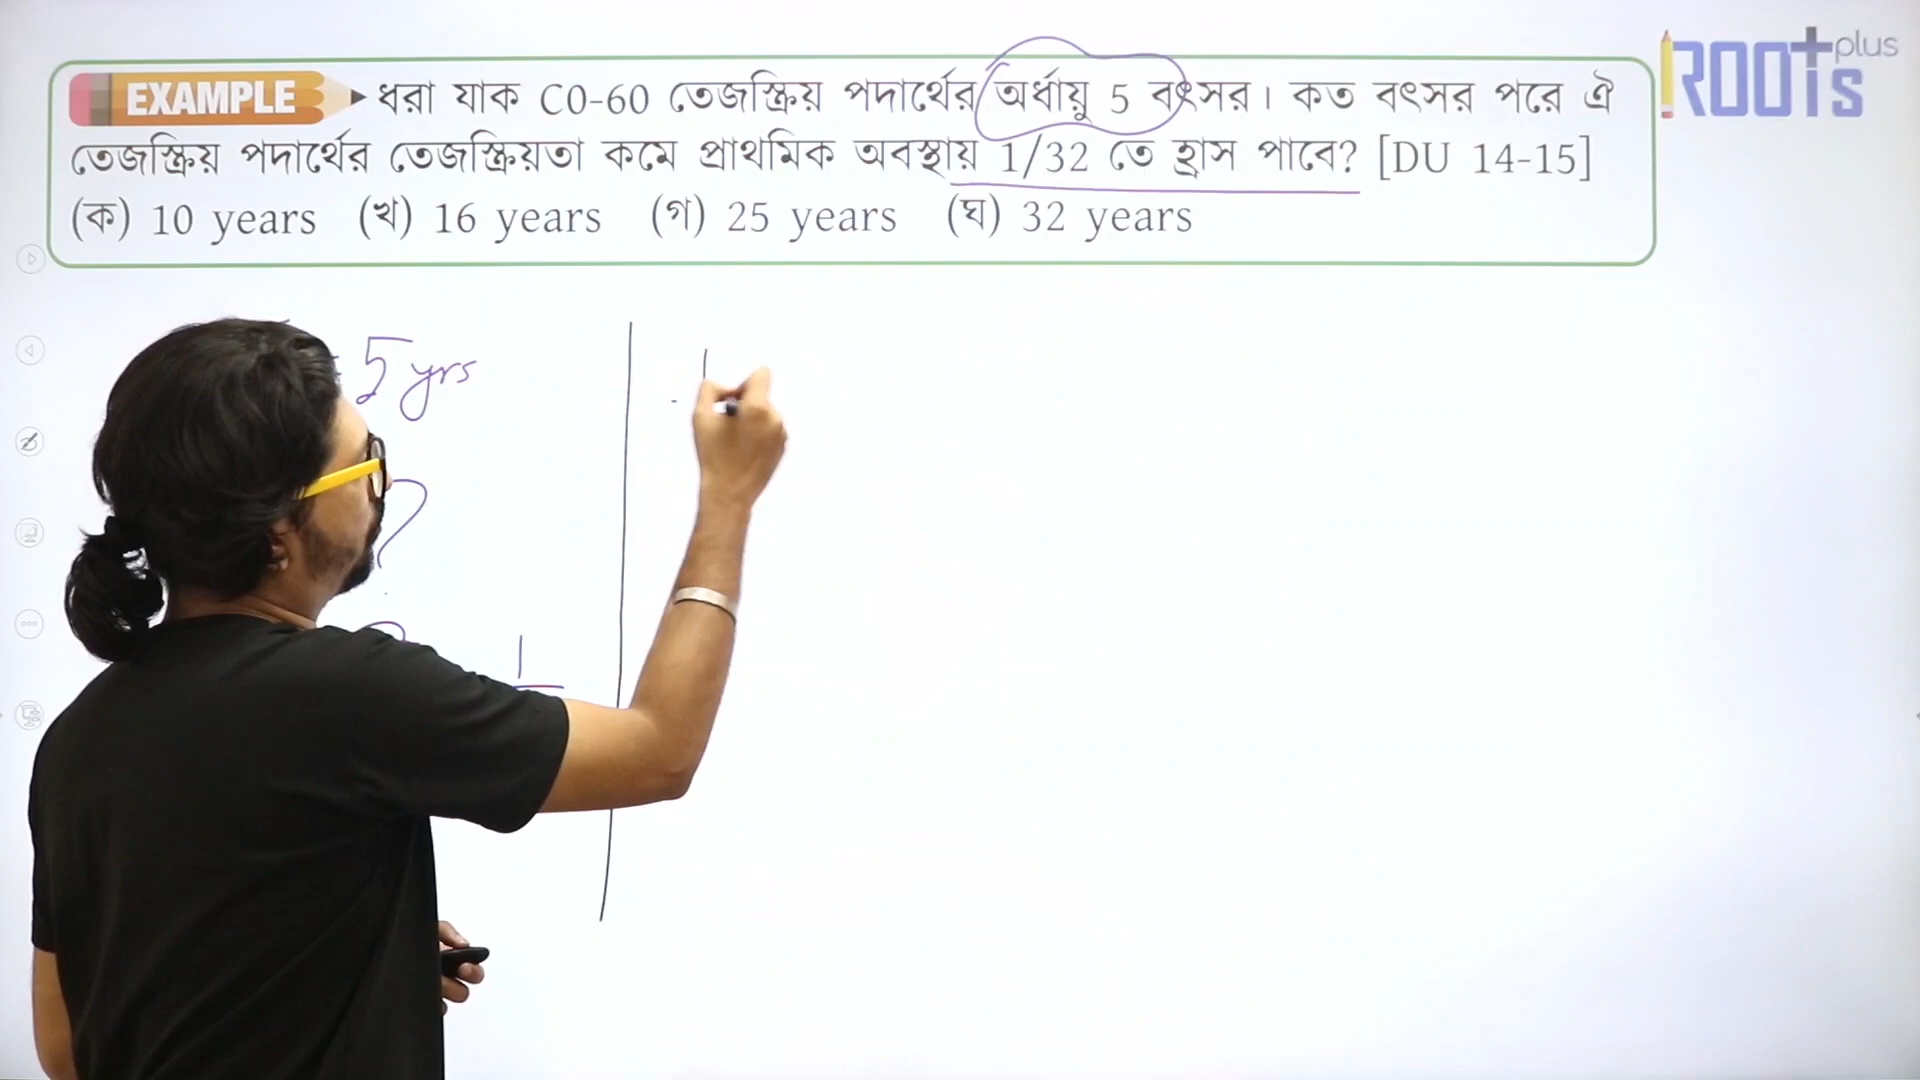 ROOTs plus
EXAMPLE ধরা যাক C0-60 তেজস্ক্রিয় পদার্থের অর্ধায়ু 5 বৎসর। কত বৎসর পরে ঐ
তেজস্ক্রিয় পদার্থের তেজস্ক্রিয়তা কমে প্রাথমিক অবস্থায় 1/32 তে হ্রাস পাবে? [DU 14-15]
(ক) 10 years (খ) 16 years (গ) 25 years (ঘ) 32 years
5 yrs
?
1